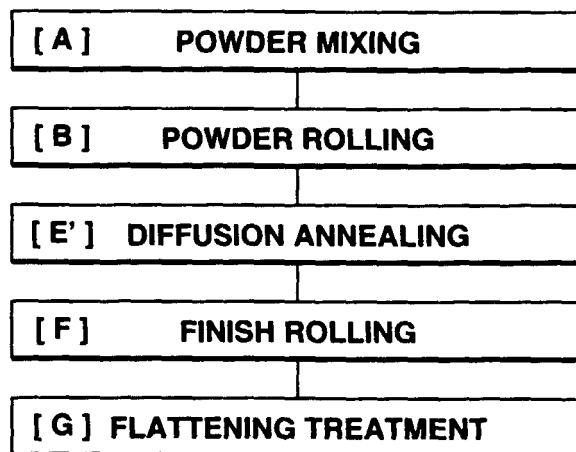 [ A ] POWDER MIXING
[ B ] POWDER ROLLING
[ E' ] DIFFUSION ANNEALING
[ F ] FINISH ROLLING
[ G ] FLATTENING TREATMENT